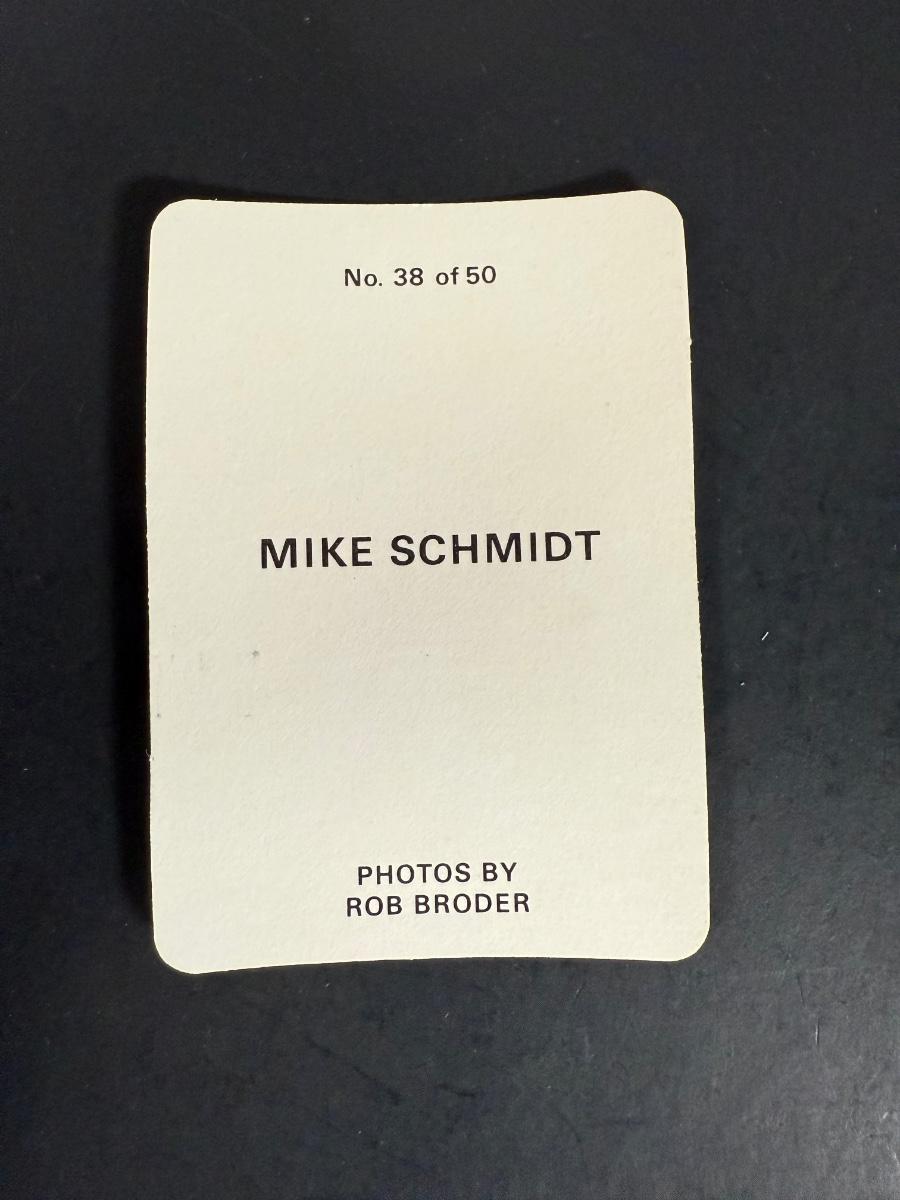 No. 38 of 50
MIKE SCHMIDT
PHOTOS BY
ROB BRODER